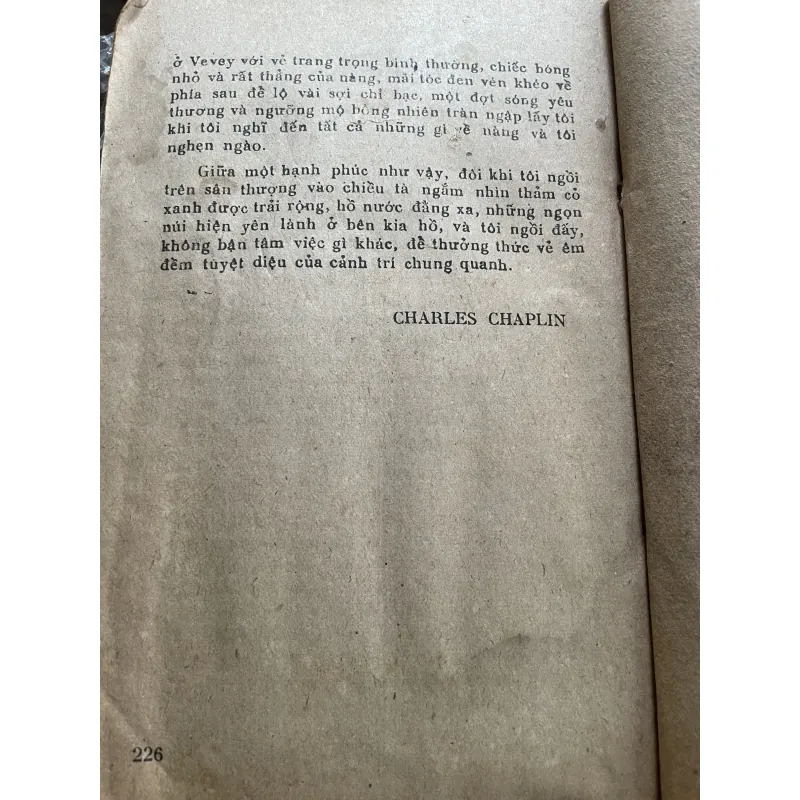 ở Vevey với vẻ trang trọng bình thường, chiếc bóng
nhỏ và rất thẳng của nàng, mái tóc đen vén khéo về
phía sau để lộ vài sợi chỉ bạc, một đợt sóng yêu
thương và ngưỡng mộ bỗng nhiên tràn ngập lấy tôi
khi tôi nghĩ đến tất cả những gì về nàng và tôi
nghẹn ngào.
Giữa một hạnh phúc như vậy, đôi khi tôi ngồi
trên sân thượng vào chiều tà ngắm nhìn thảm cỏ
xanh được trải rộng, hồ nước đằng xa, những ngọn
núi hiện yên lành ở bên kia hồ, và tôi ngồi đấy,
không bận tâm việc gì khác, để thưởng thức vẻ êm
đềm tuyệt diệu của cảnh trí chung quanh.
CHARLES CHAPLIN
226